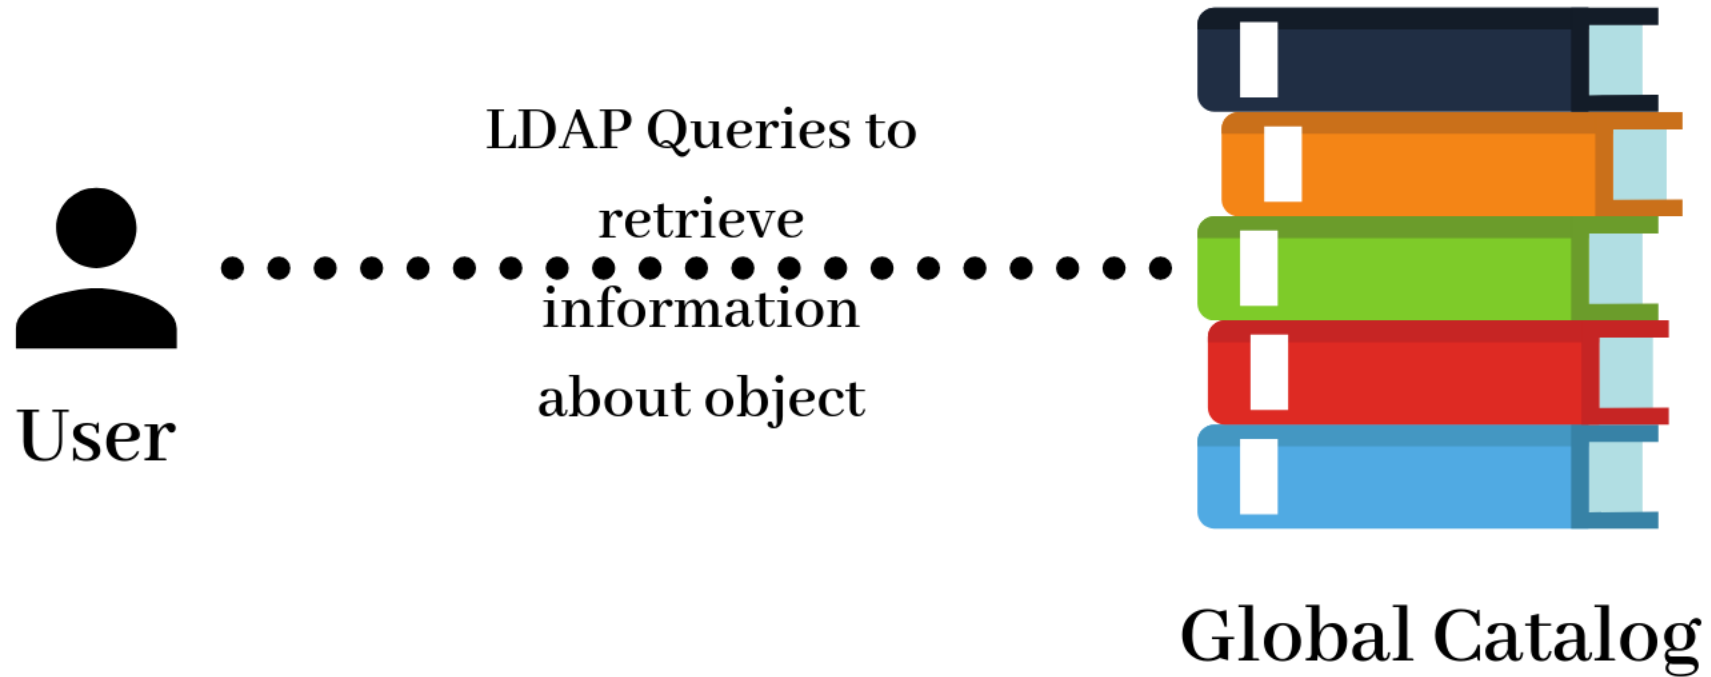 LDAP Queries to
retrieve
information
about object
User
Global Catalog